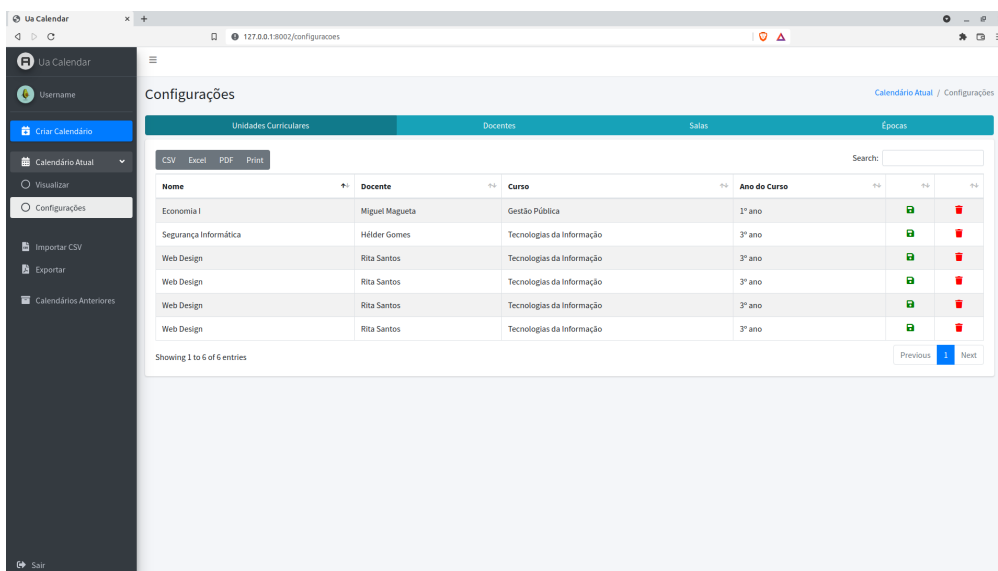 Ua Calendar
127.0.0.1:8002/configuracoes
Ua Calendar
Username
Criar Calendário
Calendário Atual
Visualizar
Configurações
Importar CSV
Exportar
Calendários Anteriores
Sair
Configurações
Calendário Atual / Configurações
Unidades Curriculares Docentes Salas Épocas
CSV Excel PDF Print
Search:
Nome Docente Curso Ano do Curso
Economia I Miguel Magueta Gestão Pública 1º ano
Segurança Informática Hélder Gomes Tecnologias da Informação 3º ano
Web Design Rita Santos Tecnologias da Informação 3º ano
Web Design Rita Santos Tecnologias da Informação 3º ano
Web Design Rita Santos Tecnologias da Informação 3º ano
Web Design Rita Santos Tecnologias da Informação 3º ano
Showing 1 to 6 of 6 entries
Previous 1 Next